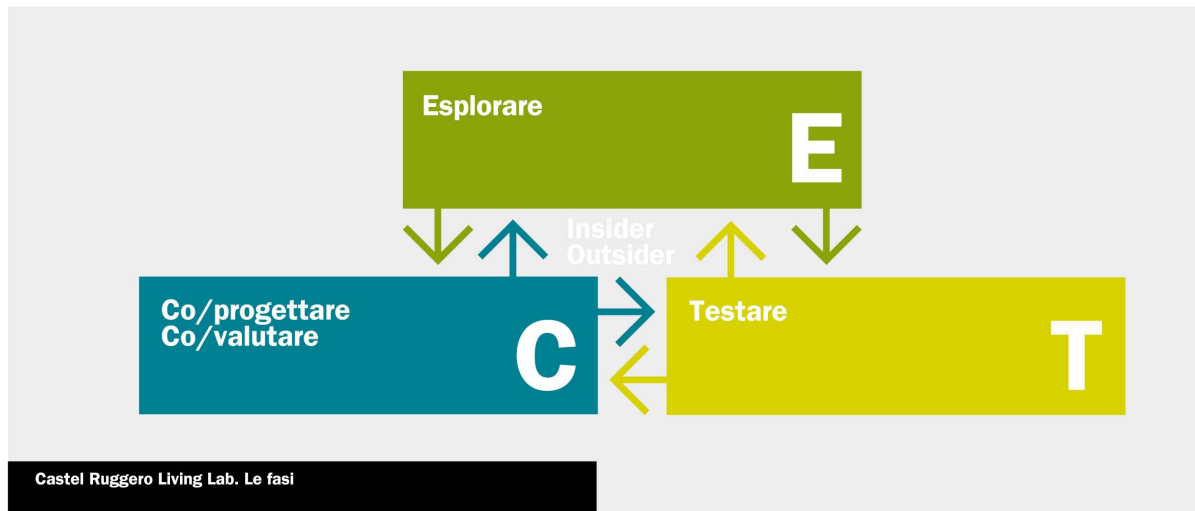 Esplorare
E
Insider
Outsider
Co/progettare
Co/valutare
C
Testare
T
Castel Ruggero Living Lab. Le fasi